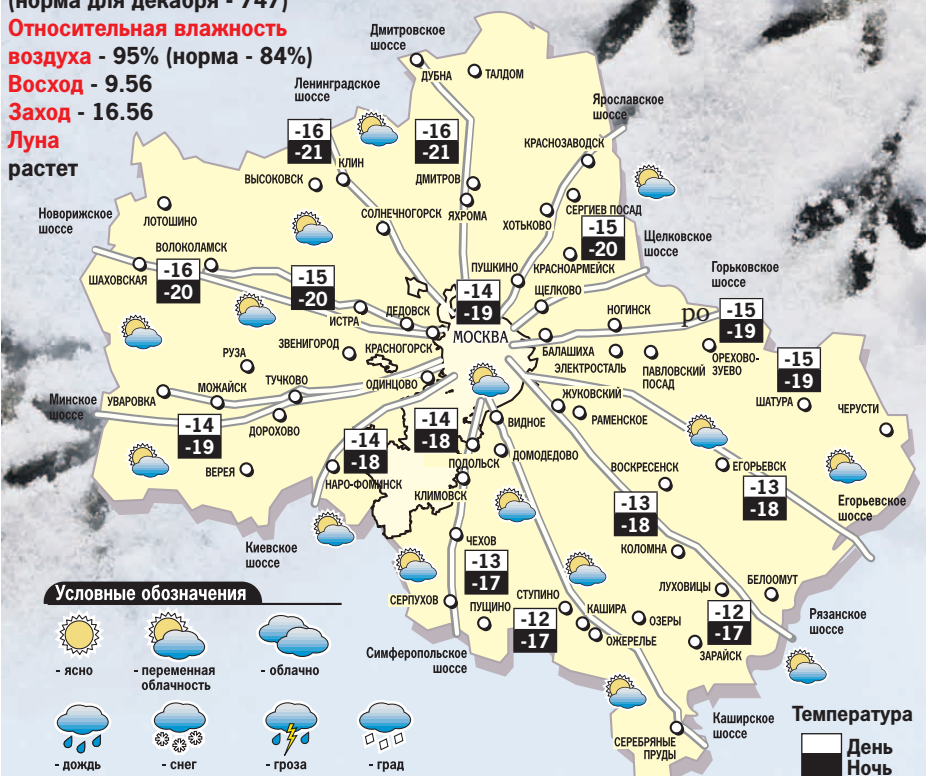 (норма для декабря - 747)
Относительная влажность
воздуха - 95% (норма - 84%)
Восход - 9.56
Заход - 16.56
Луна
растет
Дмитровское
шоссе
ДУБНА
ТАЛДОМ
Ленинградское
шоссе
Ярославское
шоссе
-16
-21
-16
-21
КРАСНОЗАВОДСК
КЛИН
ВЫСОКОВСК
ДМИТРОВ
ЛОТОШИНО
Новорижское
шоссе
СОЛНЕЧНОГОРСК
ЯХРОМА
ХОТЬКОВО
СЕРГИЕВ ПОСАД
-15
-20
Щелковское
шоссе
ВОЛОКОЛАМСК
ШАХОВСКАЯ
-16
-20
-15
-20
ПУШКИНО
КРАСНОАРМЕЙСК
Горьковское
шоссе
-14
-19
ЩЕЛКОВО
ИСТРА
ДЕДОВСК
НОГИНСК
ро
-15
-19
МОСКВА
ЗВЕНИГОРОД
КРАСНОГОРСК
БАЛАШИХА
ЭЛЕКТРОСТАЛЬ
ПАВЛОВСКИЙ
ПОСАД
ОРЕХОВО-
ЗУЕВО
РУЗА
ТУЧКОВО
ОДИНЦОВО
-15
-19
УВАРОВКА
МОЖАЙСК
ЖУКОВСКИЙ
ШАТУРА
Минское
шоссе
РАМЕНСКОЕ
ЧЕРУСТИ
-14
-19
ДОРОХОВО
-14
-18
ВИДНОЕ
-14
-18
ДОМОДЕДОВО
ВЕРЕЯ
ПОДОЛЬСК
ВОСКРЕСЕНСК
ЕГОРЬЕВСК
НАРО-ФОМИНСК
КЛИМОВСК
-13
-18
-13
-18
Егорьевское
шоссе
Киевское
шоссе
ЧЕХОВ
КОЛОМНА
-13
-17
ЛУХОВИЦЫ
БЕЛООМУТ
СЕРПУХОВ
ПУЩИНО
СТУПИНО
-12
-17
КАШИРА
ОЗЕРЫ
ОЖЕРЕЛЬЕ
-12
-17
ЗАРАЙСК
Рязанское
шоссе
Симферопольское
шоссе
СЕРЕБРЯНЫЕ
ПРУДЫ
Каширское
шоссе
Условные обозначения
- ясно
- переменная
облачность
- облачно
- дождь
- снег
- гроза
- град
Температура
День
Ночь